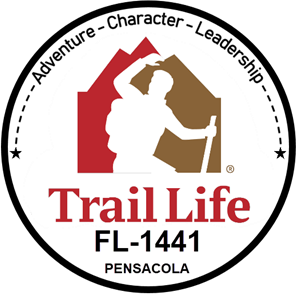 Adventure – Character – Leadership
®
Trail Life
FL-1441
PENSACOLA